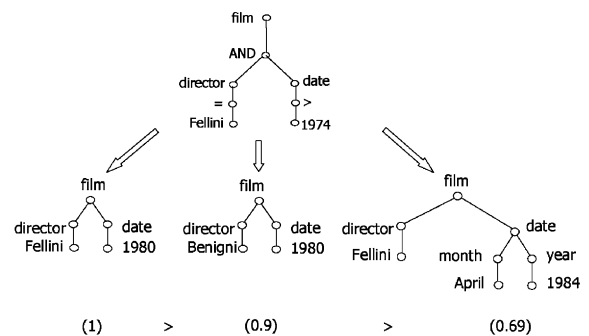 film
AND
director date
= >
Fellini 1974
film film film
director date director date director date
Fellini 1980 Benigni 1980 Fellini month year
April 1984
(1) > (0.9) > (0.69)